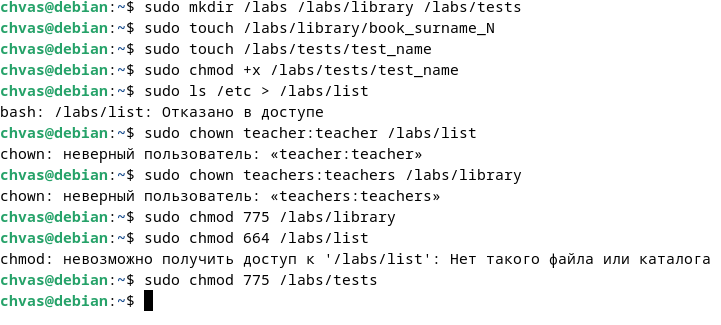 chvas@debian:~$ sudo mkdir /labs /labs/library /labs/tests
chvas@debian:~$ sudo touch /labs/library/book_surname_N
chvas@debian:~$ sudo touch /labs/tests/test_name
chvas@debian:~$ sudo chmod +x /labs/tests/test_name
chvas@debian:~$ sudo ls /etc > /labs/list
bash: /labs/list: Отказано в доступе
chvas@debian:~$ sudo chown teacher:teacher /labs/list
chown: неверный пользователь: «teacher:teacher»
chvas@debian:~$ sudo chown teachers:teachers /labs/library
chown: неверный пользователь: «teachers:teachers»
chvas@debian:~$ sudo chmod 775 /labs/library
chvas@debian:~$ sudo chmod 664 /labs/list
chmod: невозможно получить доступ к '/labs/list': Нет такого файла или каталога
chvas@debian:~$ sudo chmod 775 /labs/tests
chvas@debian:~$